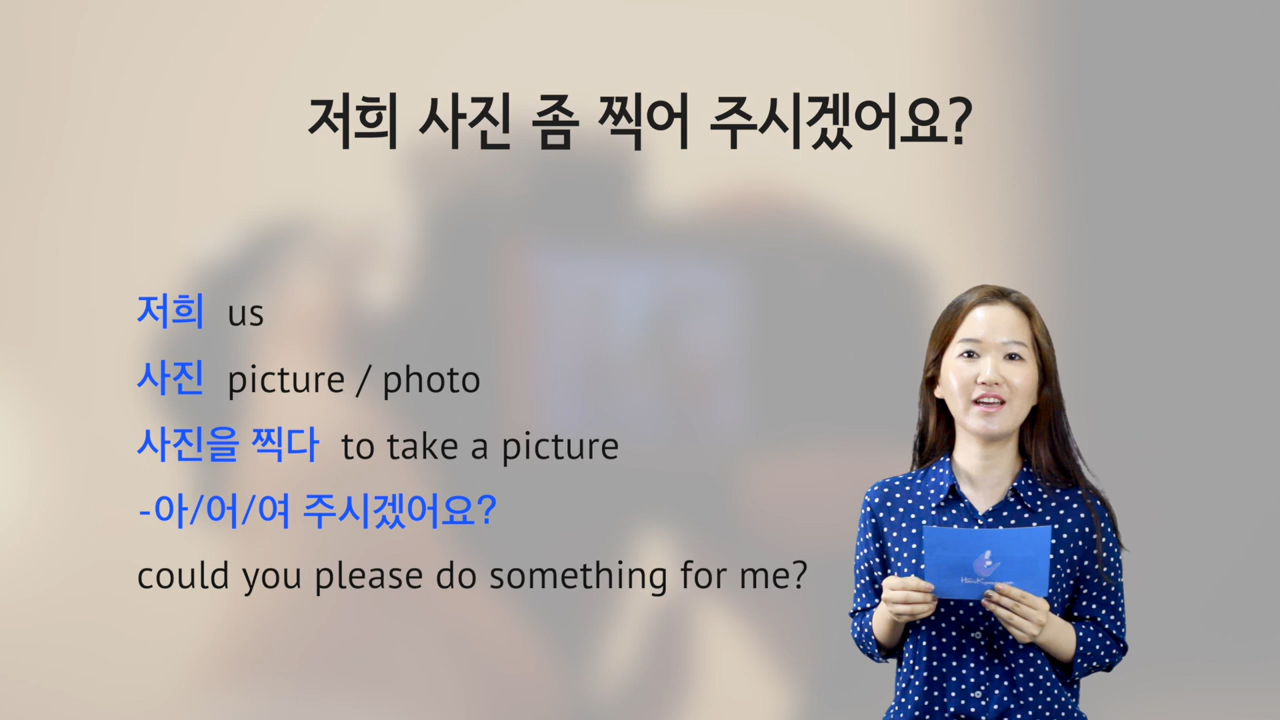 저희 사진 좀 찍어 주시겠어요?
저희 us
사진 picture / photo
사진을 찍다 to take a picture
-아/어/여 주시겠어요?
could you please do something for me?